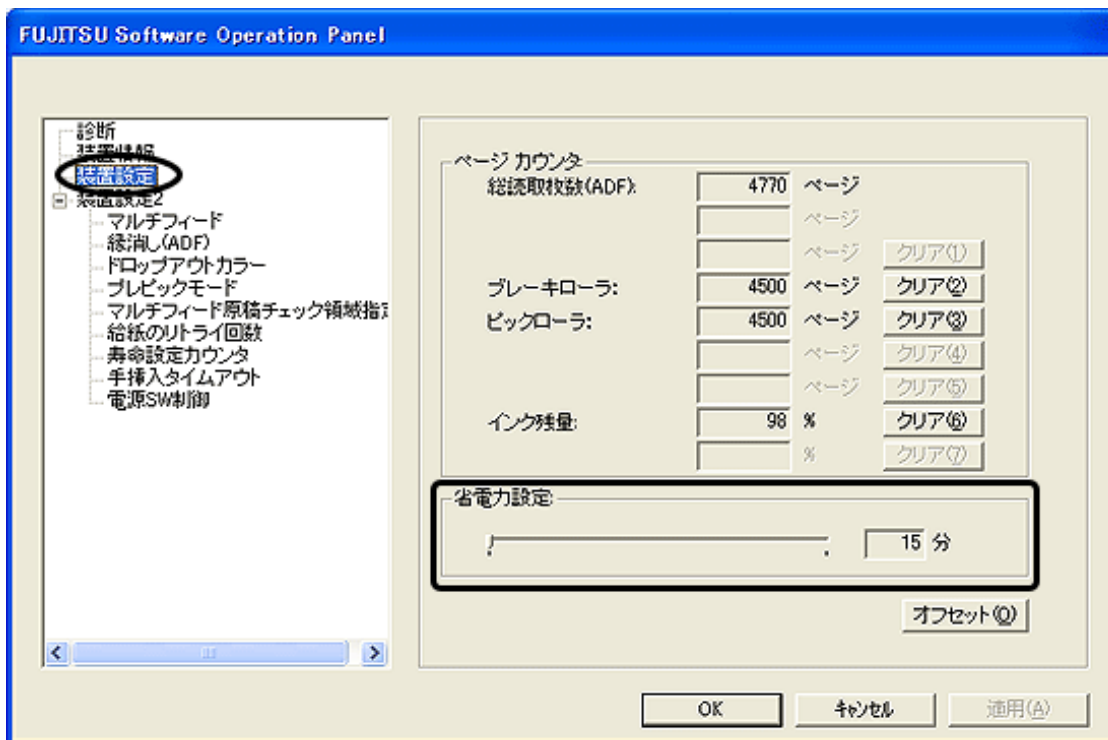 FUJITSU Software Operation Panel
診断
装置情報
装置設定
装置設定2
マルチフィード
縁消し(ADF)
ドロップアウトカラー
プレピックモード
マルチフィード原稿チェック領域指定
給紙のリトライ回数
寿命設定カウンタ
手挿入タイムアウト
電源SW制御
ページ カウンタ
総読取枚数(ADF): 4770 ページ
ページ
ページ クリア(1)
ブレーキローラ: 4500 ページ クリア(2)
ピックローラ: 4500 ページ クリア(3)
ページ クリア(4)
ページ クリア(5)
インク残量: 98 % クリア(6)
% クリア(7)
省電力設定:
15 分
オフセット(O)
OK キャンセル 適用(A)